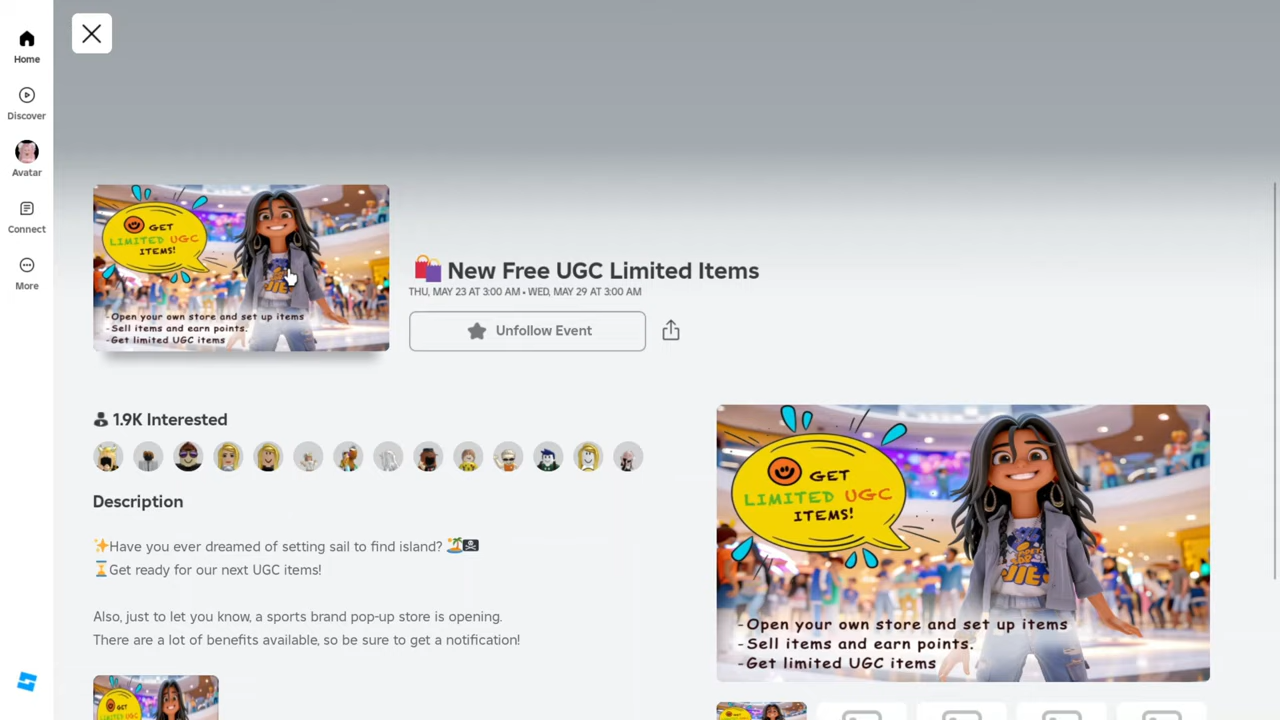 Home
Discover
Avatar
Connect
More
GET
LIMITED UGC
ITEMS!
-Open your own store and set up items
-Sell items and earn points.
-Get limited UGC items
🛍️ New Free UGC Limited Items
THU, MAY 23 AT 3:00 AM • WED, MAY 29 AT 3:00 AM
Unfollow Event
1.9K Interested
Description
✨Have you ever dreamed of setting sail to find island? 🏝️🏴‍☠️
⏳Get ready for our next UGC items!
Also, just to let you know, a sports brand pop-up store is opening.
There are a lot of benefits available, so be sure to get a notification!
GET
LIMITED UGC
ITEMS!
-Open your own store and set up items
-Sell items and earn points.
-Get limited UGC items